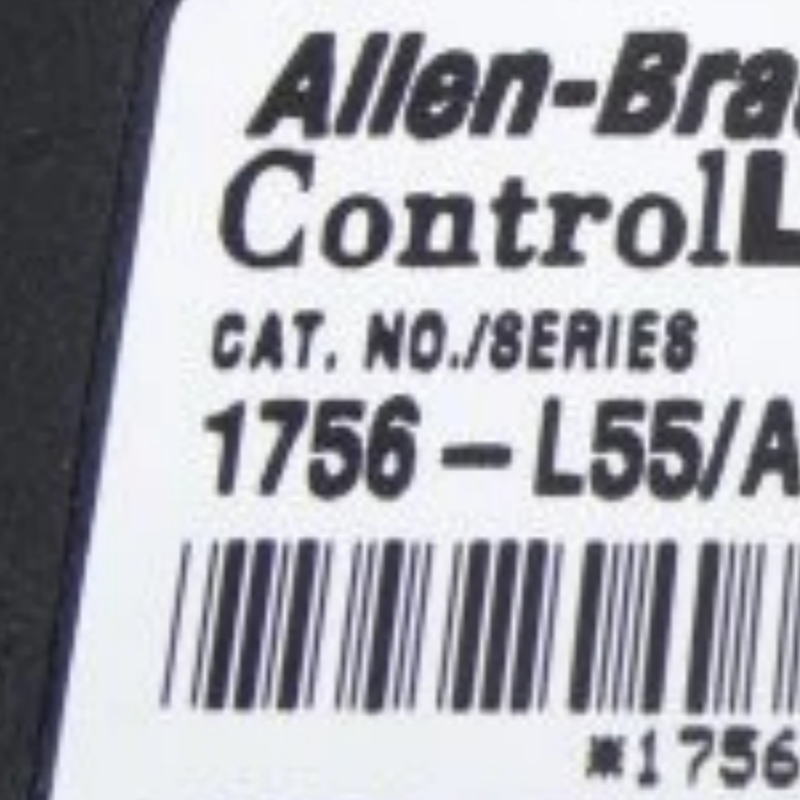 Allen-Bra
ControlL
CAT. NO./SERIES
1756-L55/A
*1756